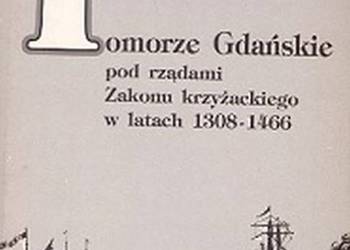 Pomorze Gdańskie
pod rządami
Zakonu krzyżackiego
w latach 1308-1466